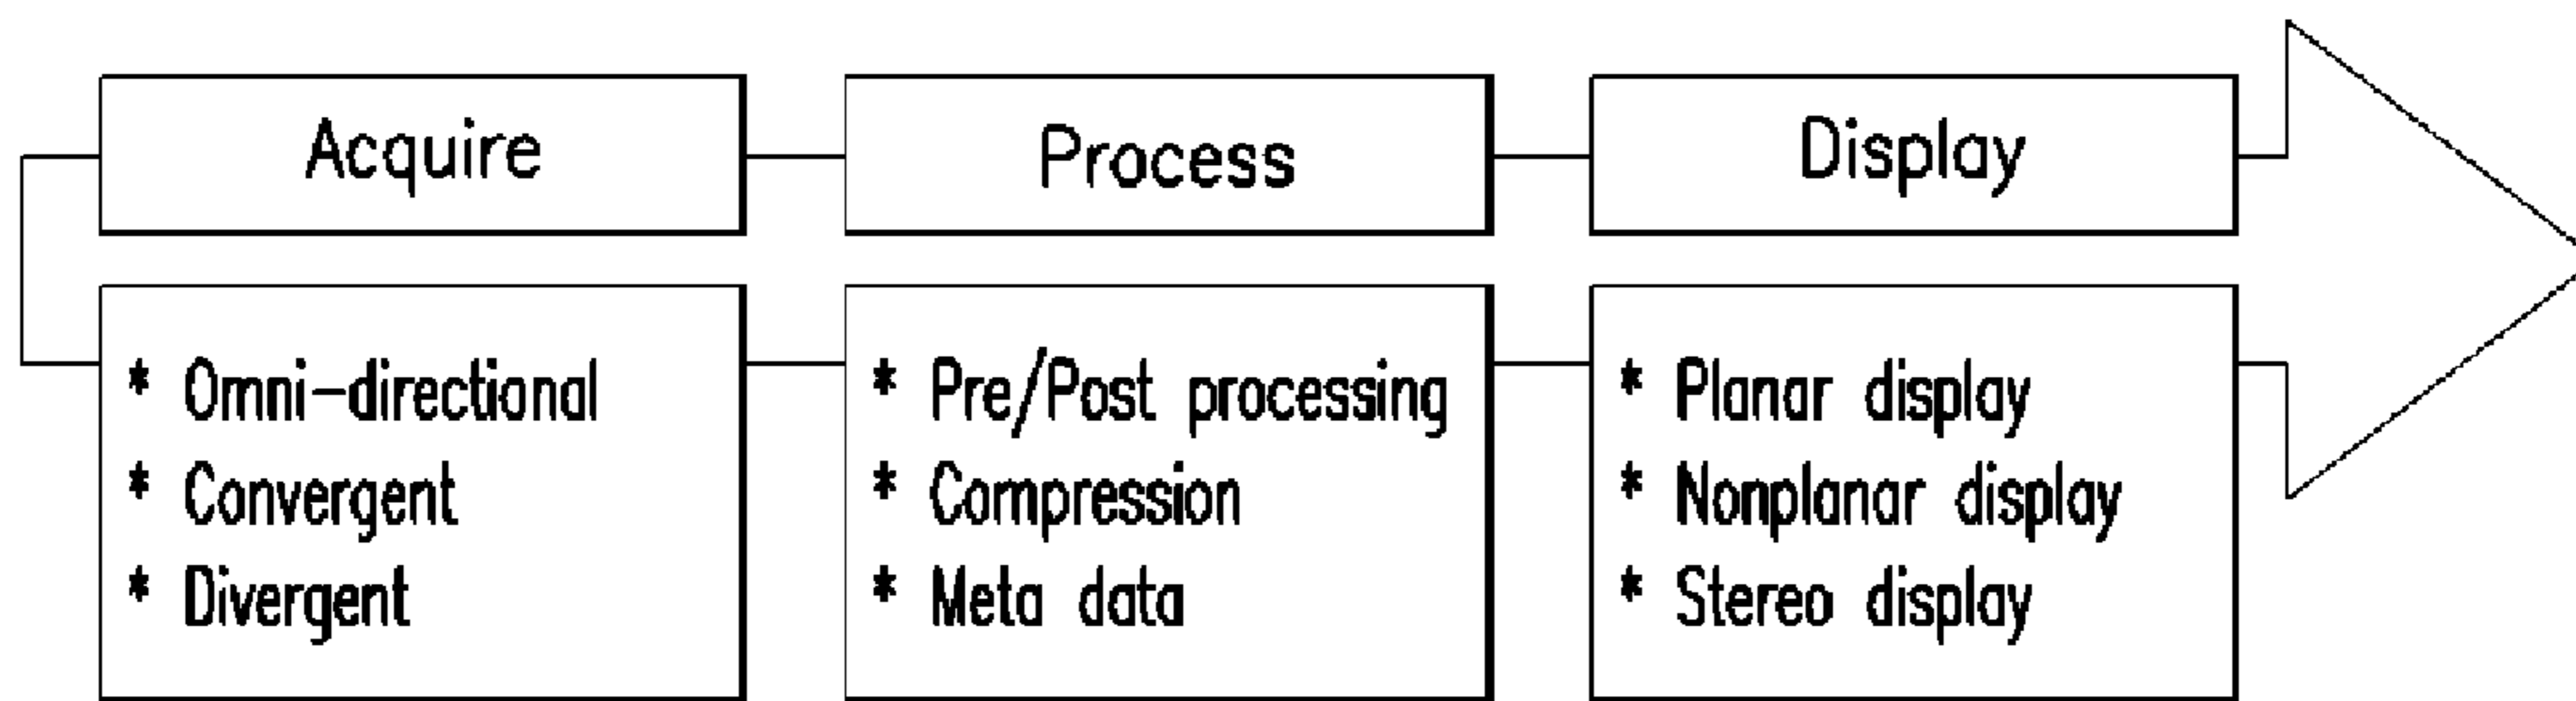 Acquire
Process
Display
* Omni-directional
* Convergent
* Divergent
* Pre/Post processing
* Compression
* Meta data
* Planar display
* Nonplanar display
* Stereo display